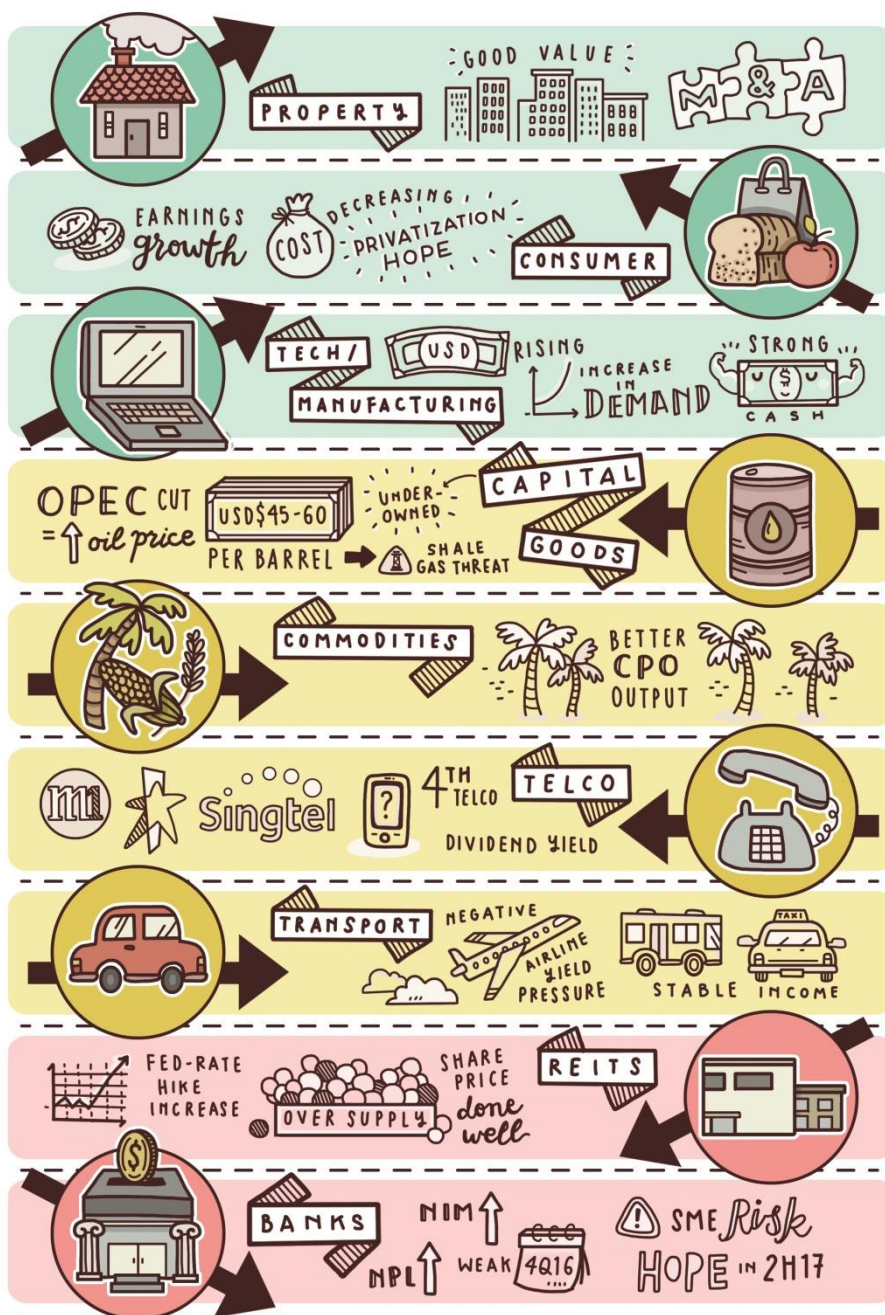 PROPERTY
GOOD VALUE
M & A
EARNINGS
growth
COST
DECREASING
PRIVATIZATION
HOPE
CONSUMER
TECH/
MANUFACTURING
USD
RISING
INCREASE
IN
DEMAND
STRONG
$
CASH
OPEC CUT
= oil price
USD$45-60
PER BARREL
UNDER-
OWNED
SHALE
GAS THREAT
CAPITAL
GOODS
COMMODITIES
BETTER
CPO
OUTPUT
m1
Singtel
?
4TH
TELCO
DIVIDEND YIELD
TELCO
TRANSPORT
NEGATIVE
AIRLINE
YIELD
PRESSURE
TAXI
STABLE INCOME
FED-RATE
HIKE
INCREASE
OVER SUPPLY
SHARE
PRICE
done
well
REITS
$
BANKS
NIM
NPL
WEAK
4Q16
! SME Risk
HOPE IN 2H17